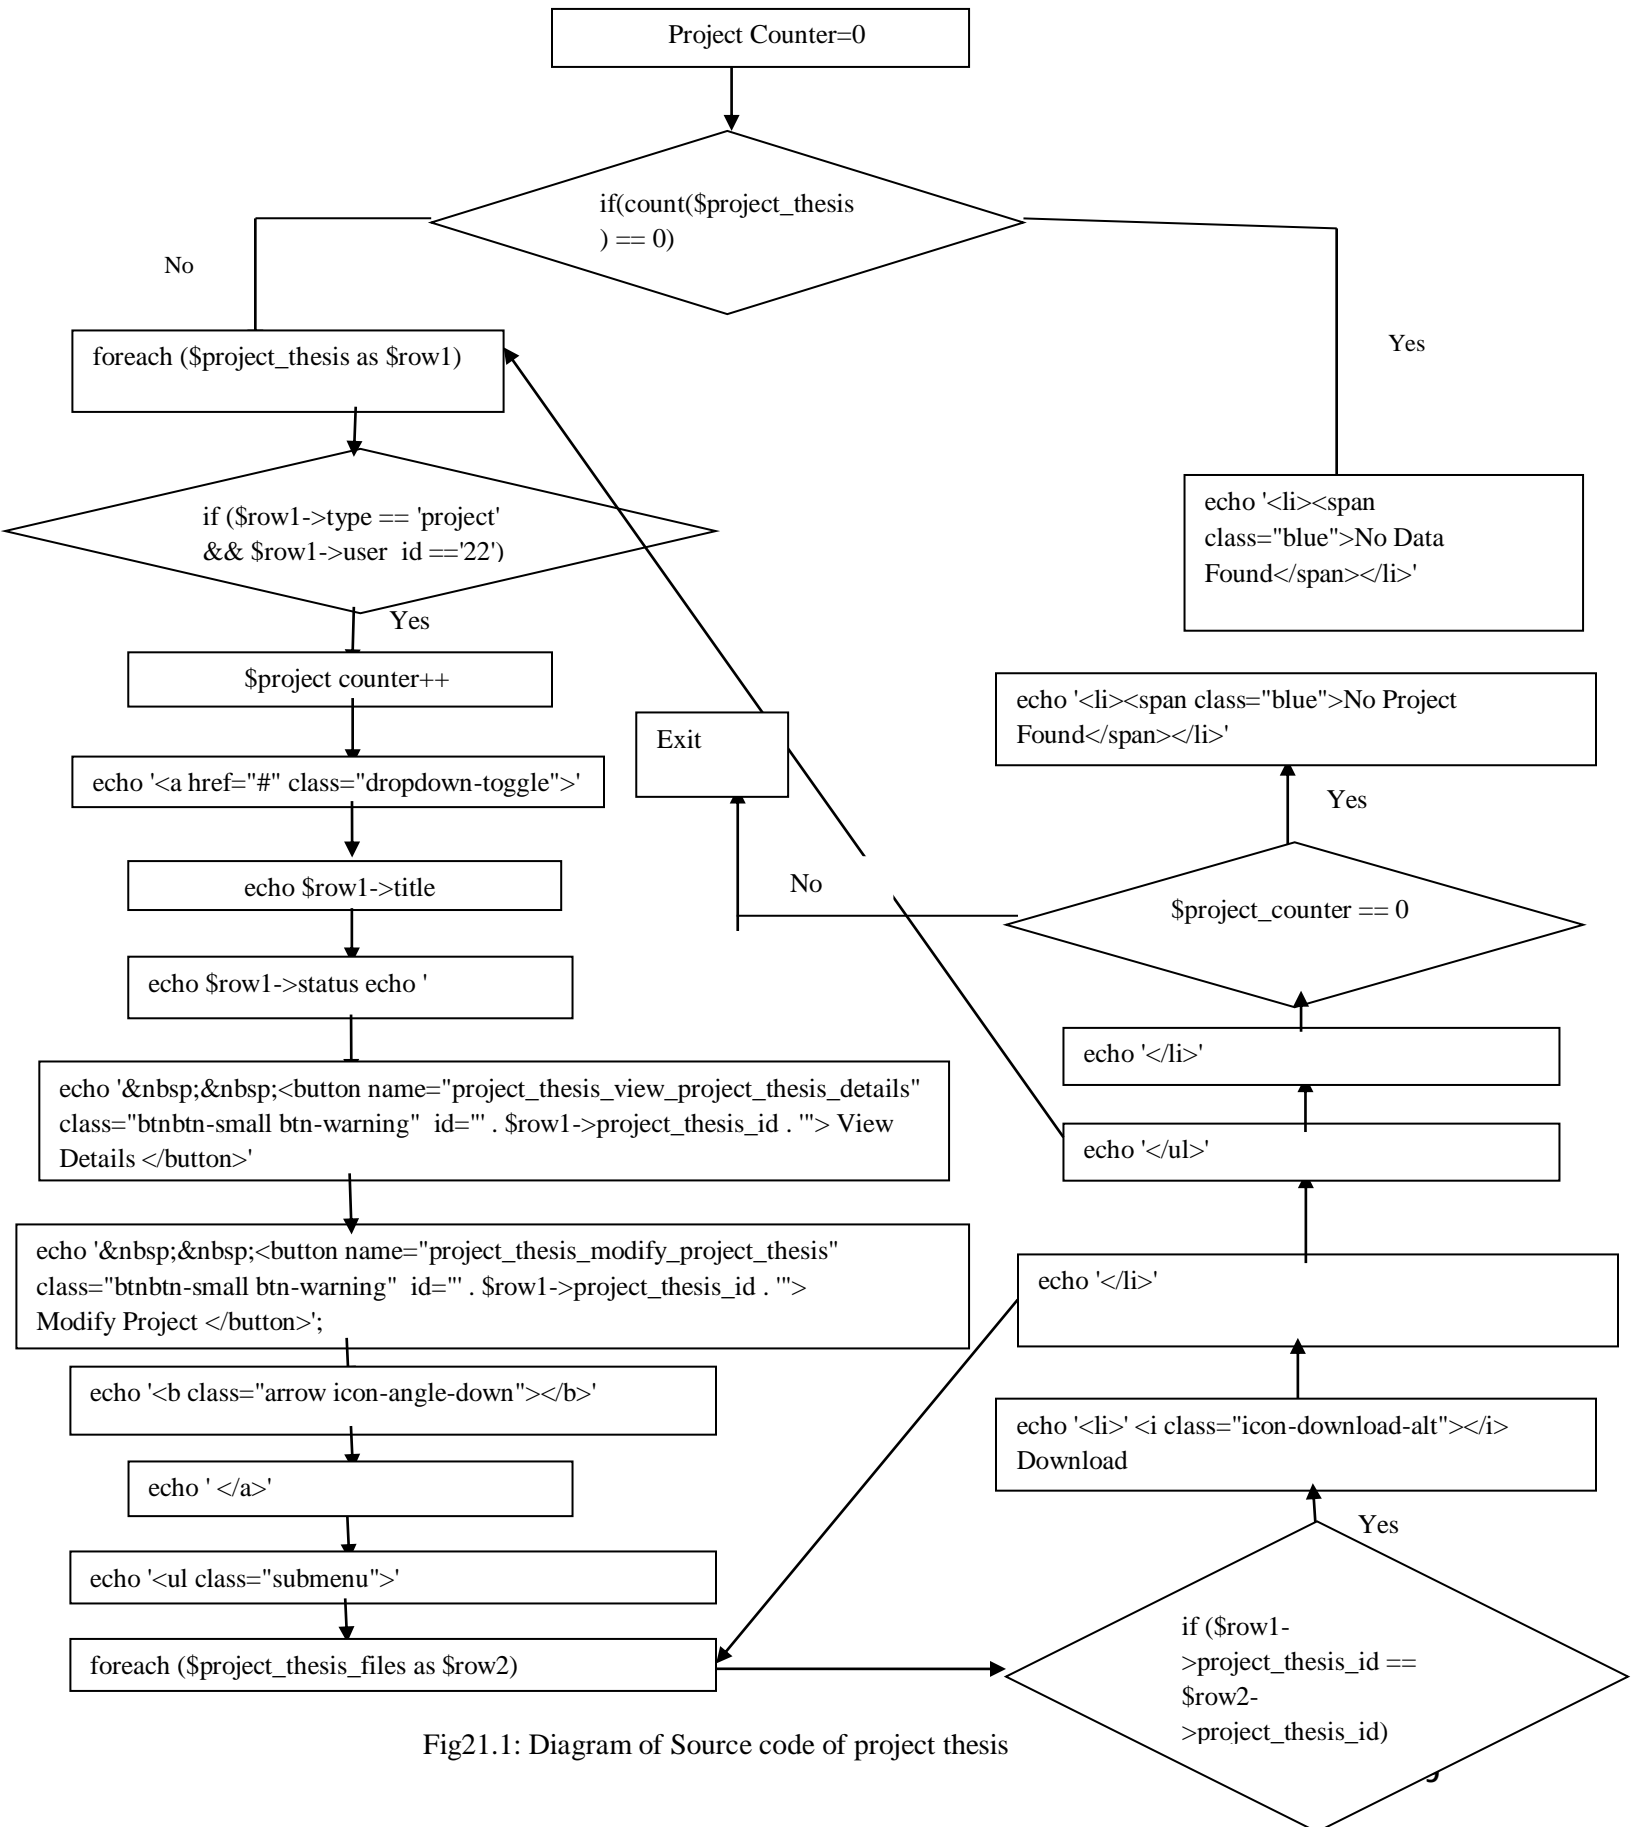 Project Counter=0
if(count($project_thesis
) == 0)
No
Yes
foreach ($project_thesis as $row1)
if ($row1->type == 'project'
&& $row1->user_id =='22')
Yes
$project counter++
echo '<a href="#" class="dropdown-toggle">'
echo $row1->title
echo $row1->status echo '
echo '&nbsp;&nbsp;<button name="project_thesis_view_project_thesis_details"
class="btnbtn-small btn-warning"  id="' . $row1->project_thesis_id . '"> View
Details </button>'
echo '&nbsp;&nbsp;<button name="project_thesis_modify_project_thesis"
class="btnbtn-small btn-warning"  id="' . $row1->project_thesis_id . '">
Modify Project </button>';
echo '<b class="arrow icon-angle-down"></b>'
echo ' </a>'
echo '<ul class="submenu">'
foreach ($project_thesis_files as $row2)
if ($row1-
>project_thesis_id ==
$row2-
>project_thesis_id)
Yes
echo '<li>' <i class="icon-download-alt"></i>
Download
echo '</li>'
echo '</ul>'
echo '</li>'
$project_counter == 0
No
Exit
Yes
echo '<li><span class="blue">No Project
Found</span></li>'
echo '<li><span
class="blue">No Data
Found</span></li>'
Fig21.1: Diagram of Source code of project thesis